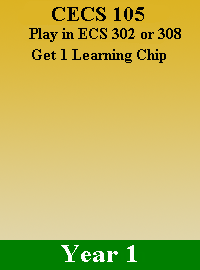 CECS 105
Play in ECS 302 or 308
Get 1 Learning Chip
Year 1